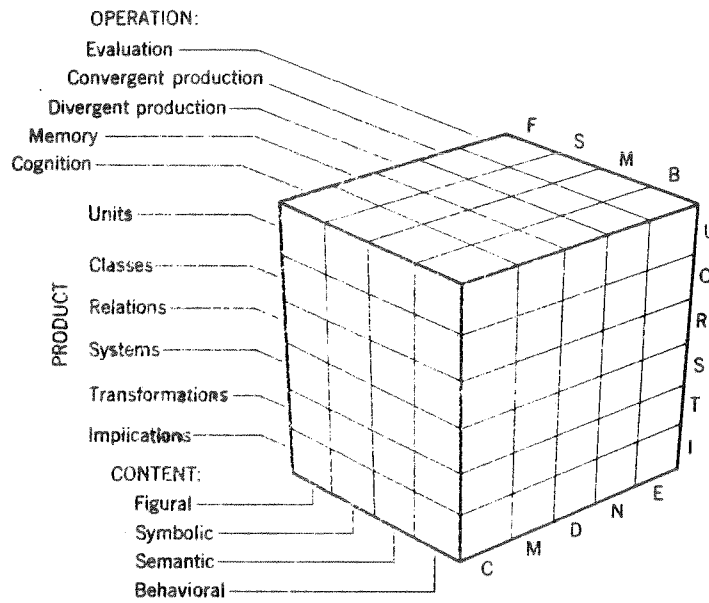 OPERATION:
Evaluation
Convergent production
Divergent production
Memory
Cognition
Units
Classes
Relations
Systems
Transformations
Implications
PRODUCT
CONTENT:
Figural
Symbolic
Semantic
Behavioral
F
S
M
B
U
C
R
S
T
I
E
N
D
M
C